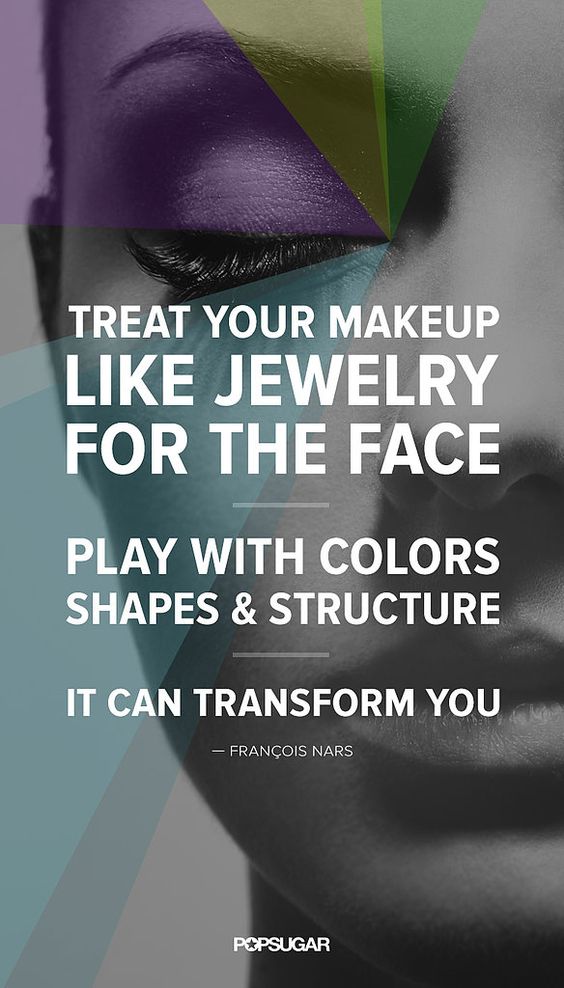 TREAT YOUR MAKEUP
LIKE JEWELRY
FOR THE FACE
PLAY WITH COLORS
SHAPES & STRUCTURE
IT CAN TRANSFORM YOU
— FRANÇOIS NARS
POPSUGAR